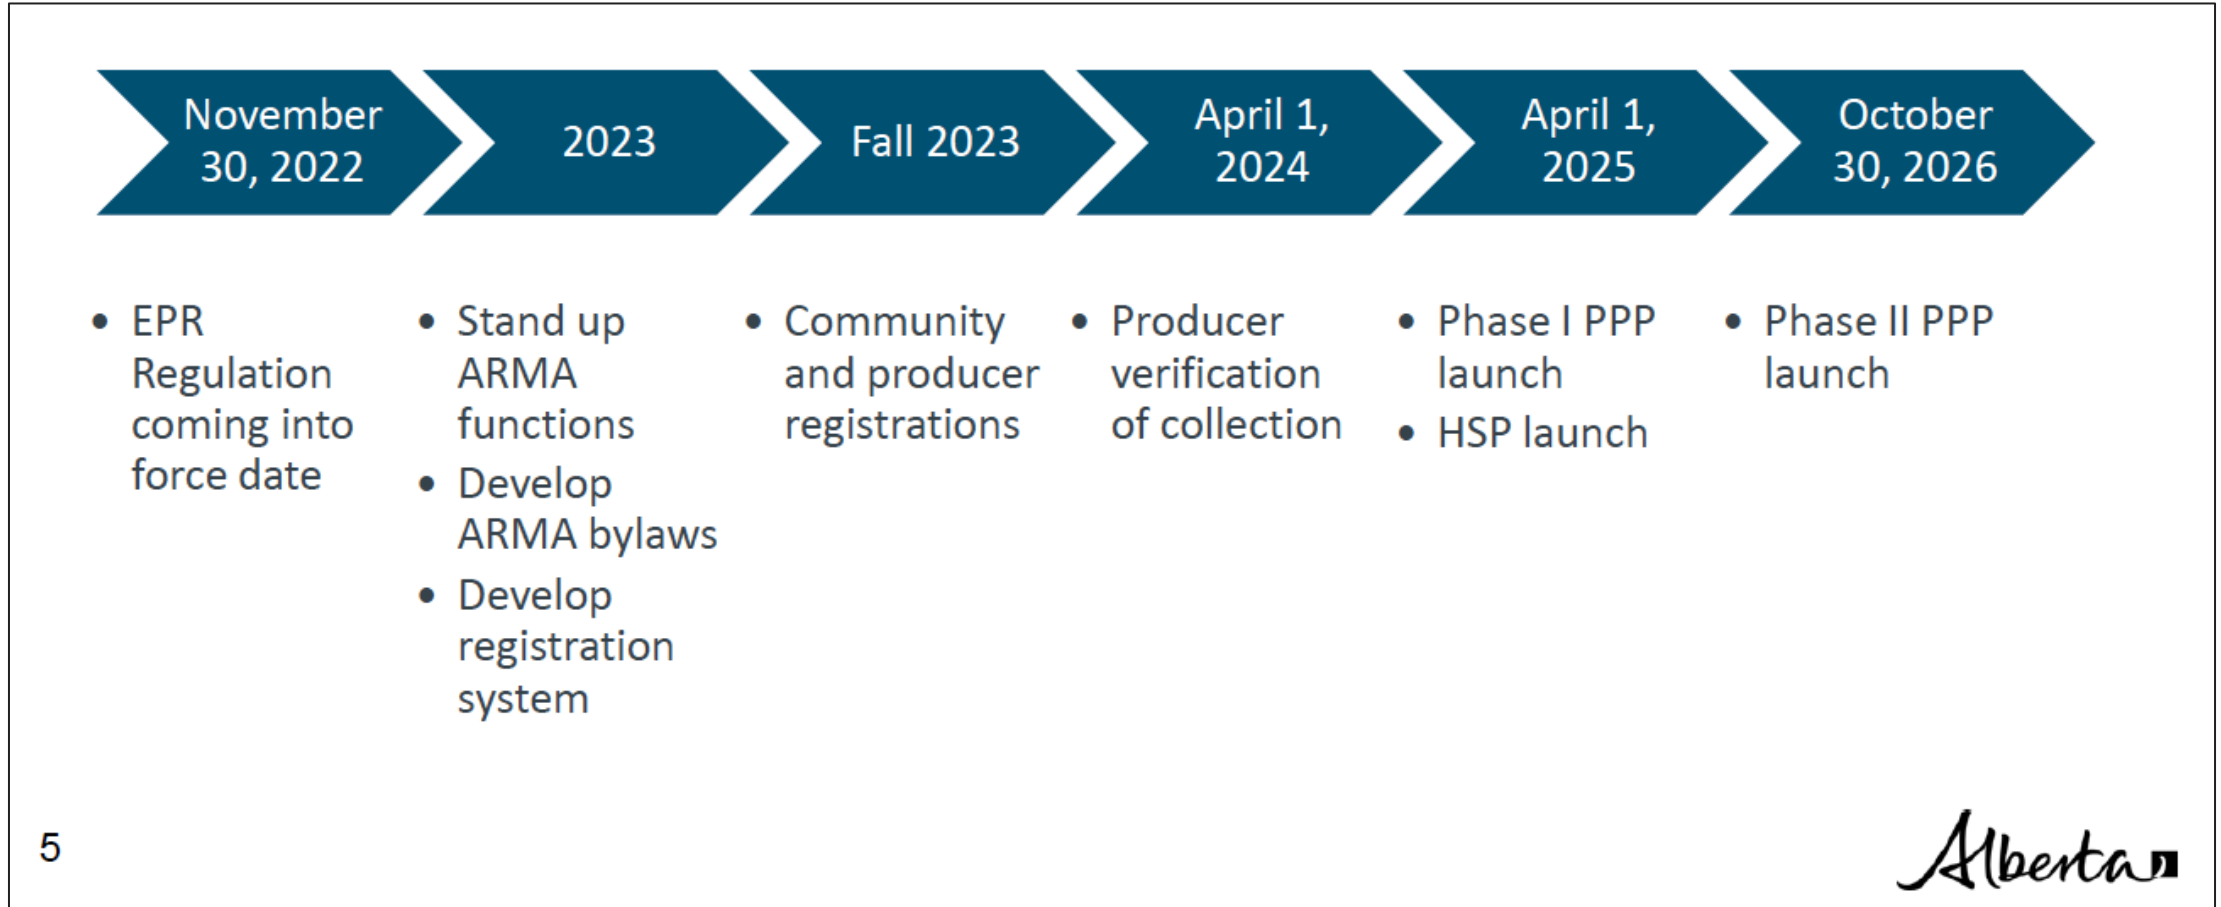 November
30, 2022
2023
Fall 2023
April 1,
2024
April 1,
2025
October
30, 2026
• EPR
Regulation
coming into
force date
• Stand up
ARMA
functions
• Develop
ARMA bylaws
• Develop
registration
system
• Community
and producer
registrations
• Producer
verification
of collection
• Phase I PPP
launch
• HSP launch
• Phase II PPP
launch
5
Alberta